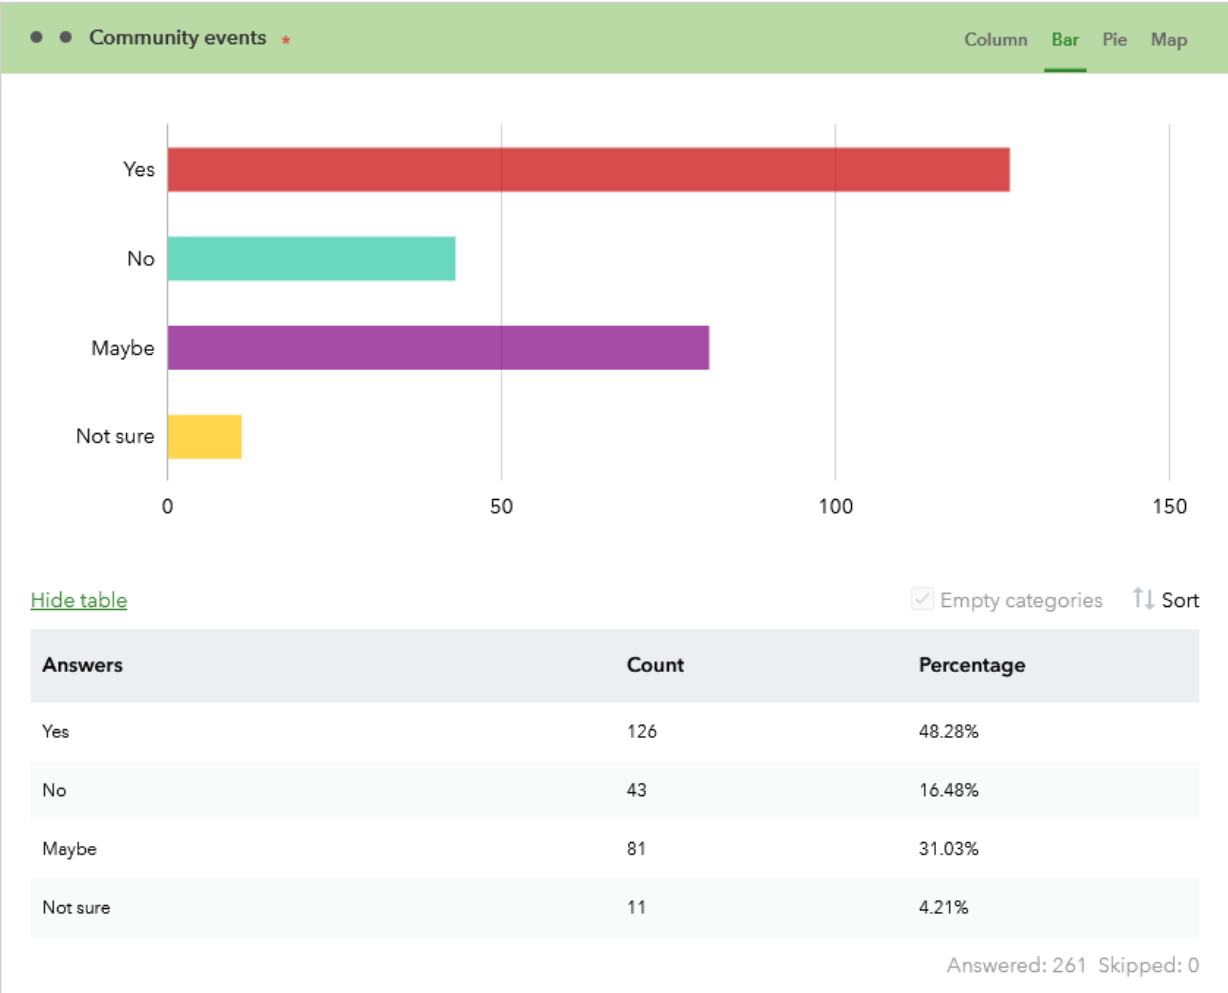 Community events *
Column Bar Pie Map
Yes
No
Maybe
Not sure
0 50 100 150
Hide table
Empty categories Sort
Answers Count Percentage
Yes 126 48.28%
No 43 16.48%
Maybe 81 31.03%
Not sure 11 4.21%
Answered: 261 Skipped: 0